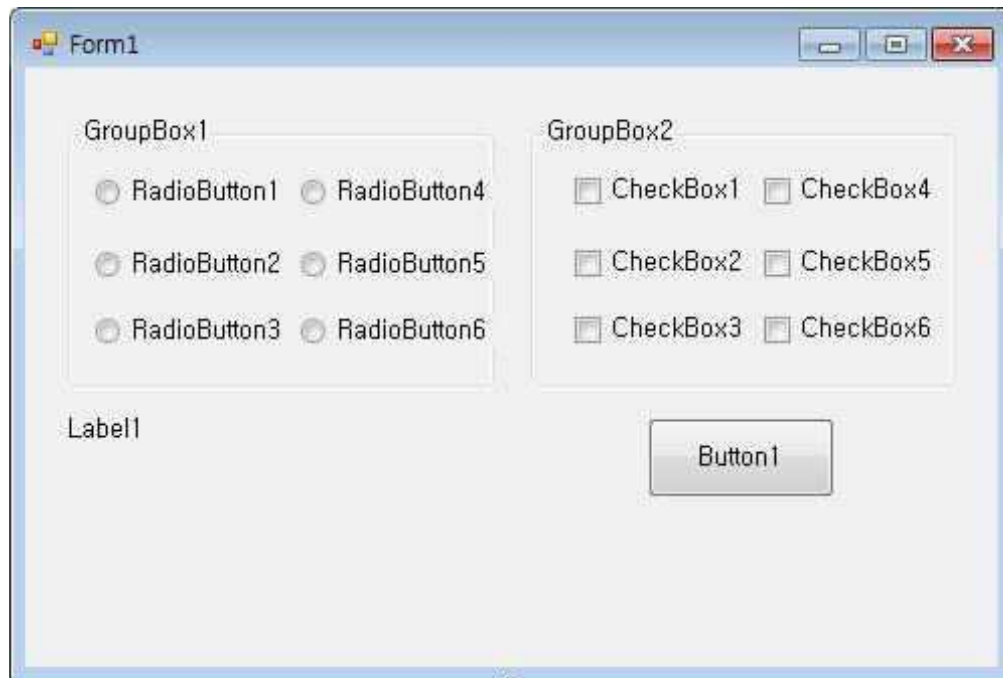 Form1
GroupBox1
RadioButton1 RadioButton4
RadioButton2 RadioButton5
RadioButton3 RadioButton6
GroupBox2
CheckBox1 CheckBox4
CheckBox2 CheckBox5
CheckBox3 CheckBox6
Label1
Button1